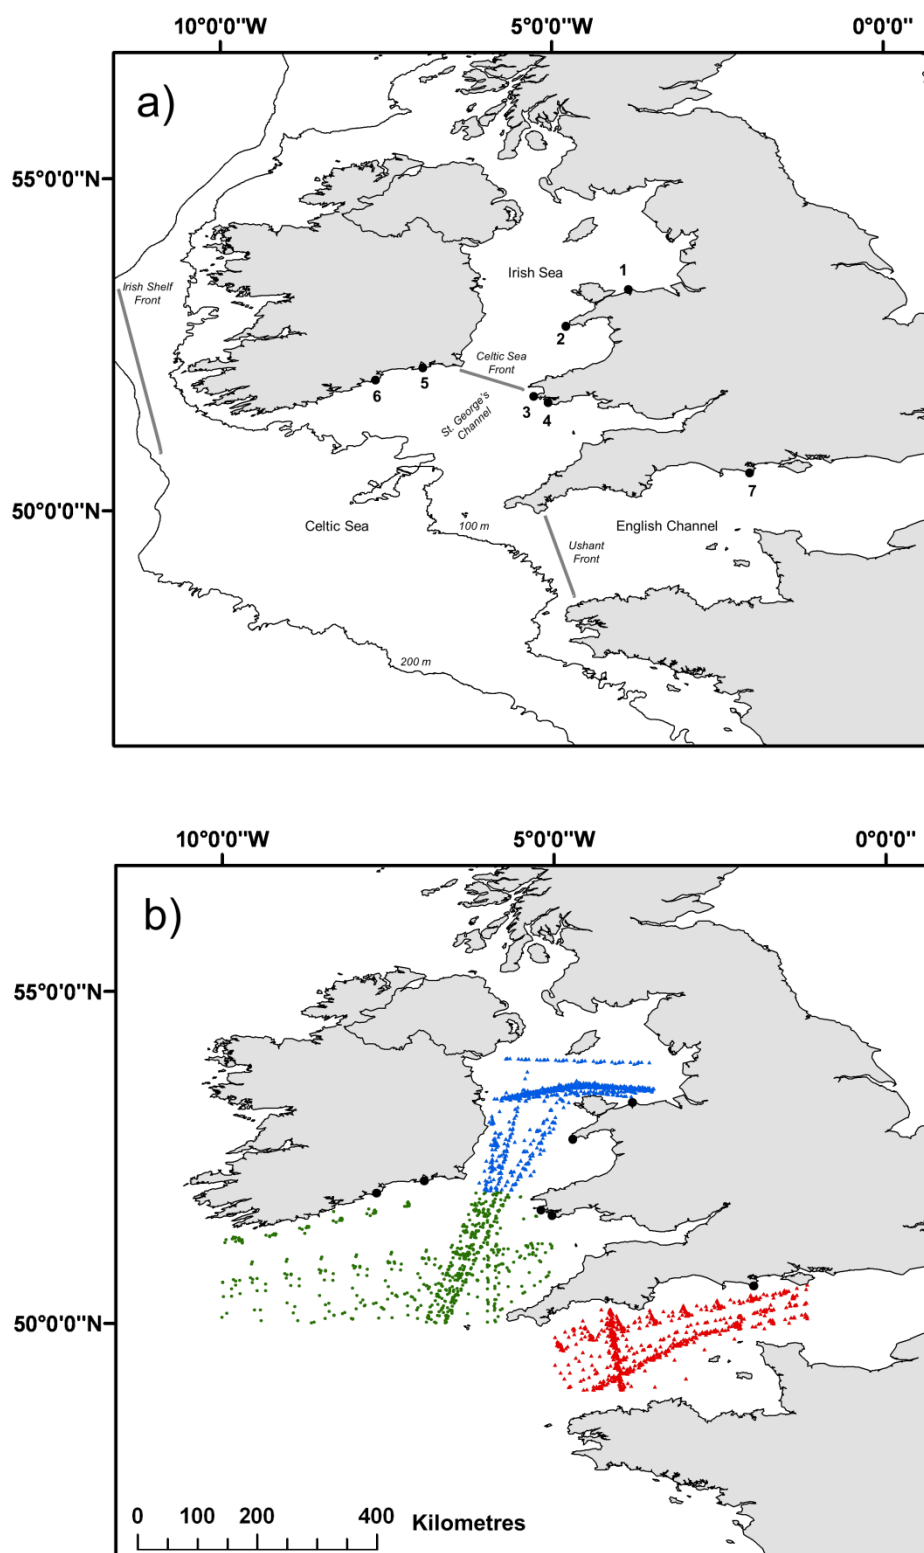 10°0'0"W 5°0'0"W 0°0'0"
a)
55°0'0"N
Irish Sea
1
Irish Shelf
Front
2
Celtic Sea
Front
5
6
3
4
St. George's
Channel
7
50°0'0"N
Celtic Sea
100 m
English Channel
Ushant
Front
200 m
10°0'0"W 5°0'0"W 0°0'0"
b)
55°0'0"N
50°0'0"N
0 100 200 400
Kilometres